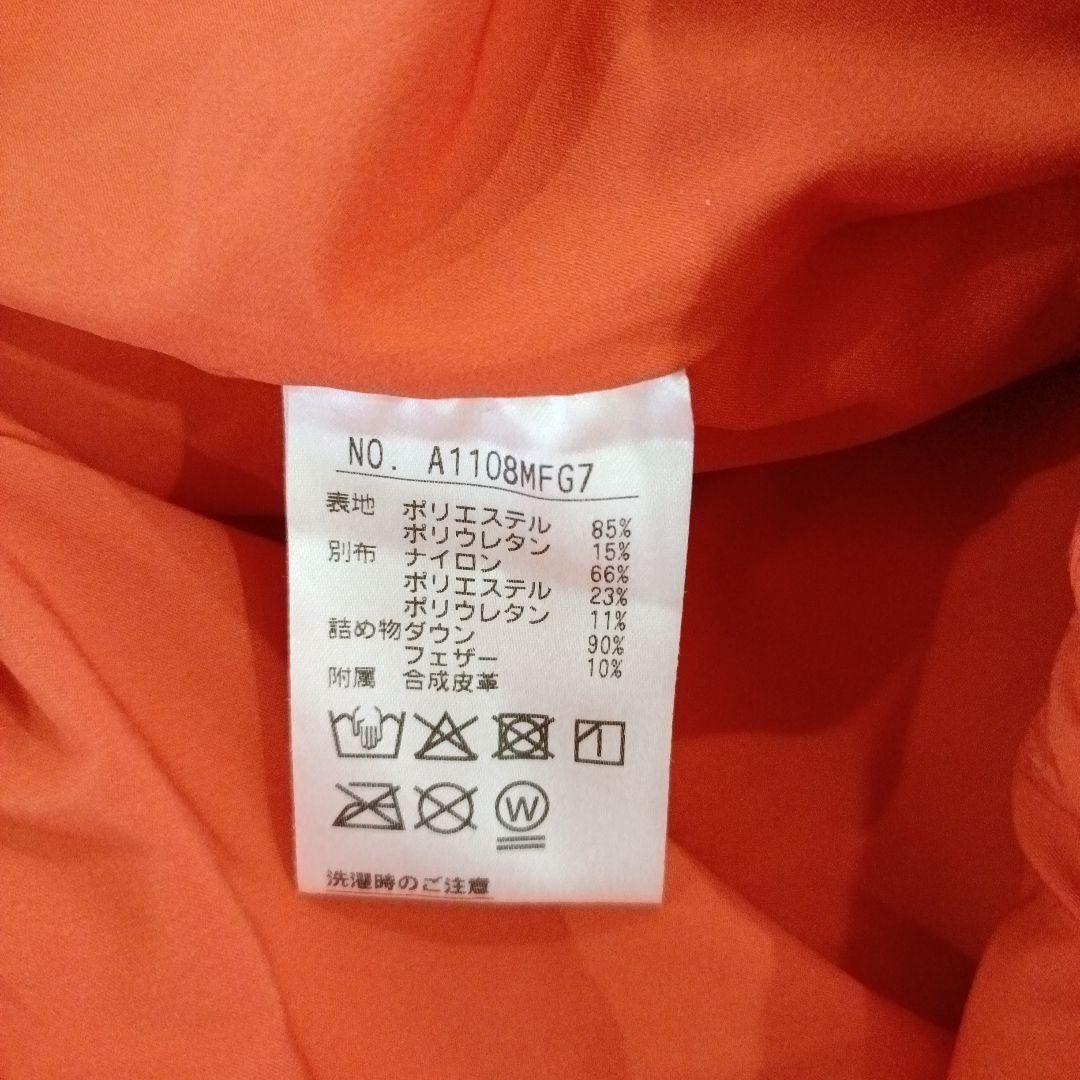 NO. A1108MFG7
表地 ポリエステル 85%
ポリウレタン 15%
別布 ナイロン 66%
ポリエステル 23%
ポリウレタン 11%
詰め物 ダウン 90%
フェザー 10%
附属 合成皮革
W
洗濯時のご注意